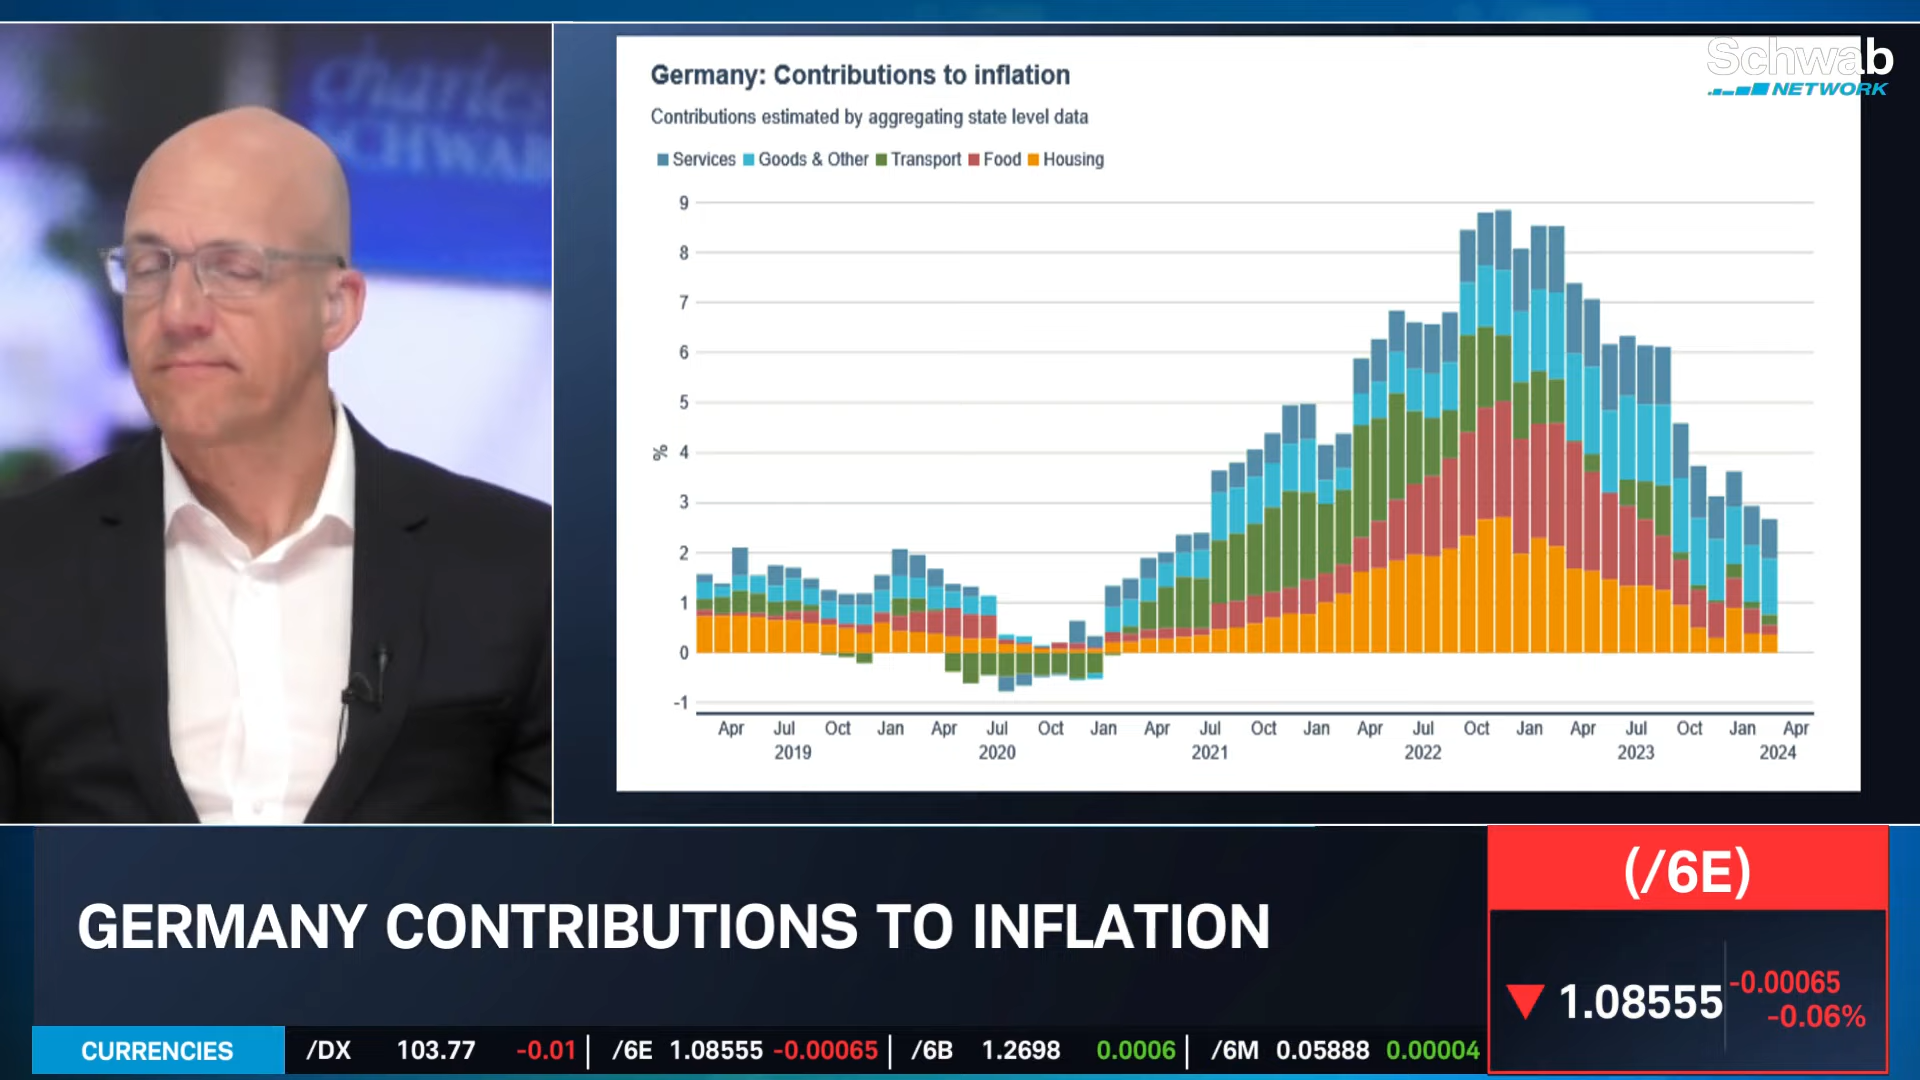 charles
SCHWAB
Schwab
NETWORK
Germany: Contributions to inflation
Contributions estimated by aggregating state level data
Services Goods & Other Transport Food Housing
9
8
7
6
5
4
3
2
1
0
-1
%
Apr Jul Oct Jan Apr Jul Oct Jan Apr Jul Oct Jan Apr Jul Oct Jan Apr Jul Oct Jan Apr
2019 2020 2021 2022 2023 2024
GERMANY CONTRIBUTIONS TO INFLATION
(/6E)
1.08555
-0.00065
-0.06%
CURRENCIES /DX 103.77 -0.01 /6E 1.08555 -0.00065 /6B 1.2698 0.0006 /6M 0.05888 0.00004